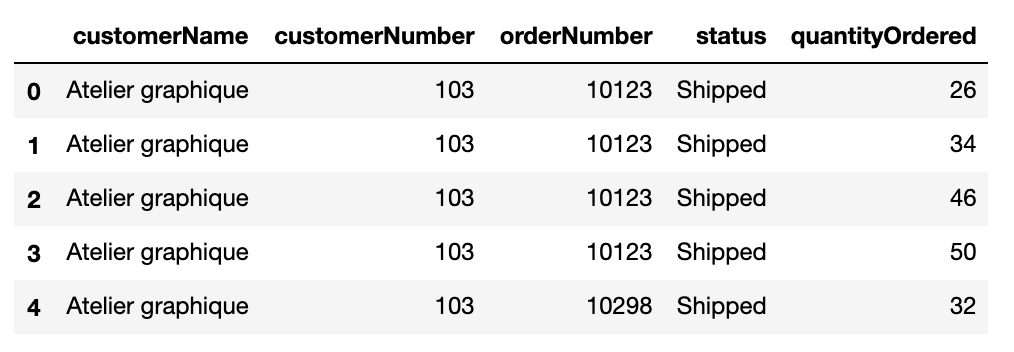 customerName customerNumber orderNumber status quantityOrdered
0 Atelier graphique 103 10123 Shipped 26
1 Atelier graphique 103 10123 Shipped 34
2 Atelier graphique 103 10123 Shipped 46
3 Atelier graphique 103 10123 Shipped 50
4 Atelier graphique 103 10298 Shipped 32